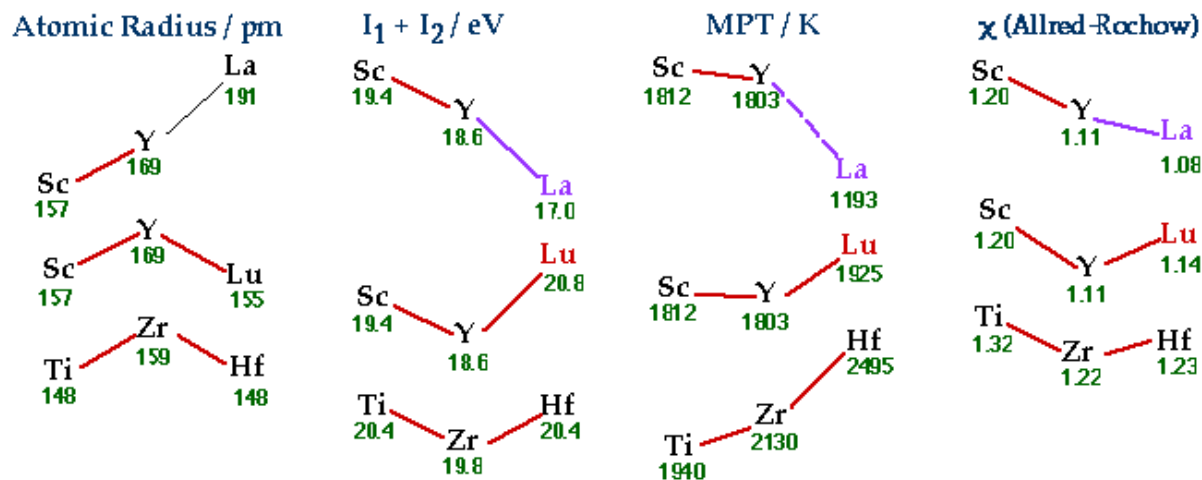 Atomic Radius / pm
La
191
Y
169
Sc
157
Y
169
Sc
157
Lu
155
Zr
159
Ti
148
Hf
148
I1 + I2 / eV
Sc
19.4
Y
18.6
La
17.0
Lu
20.8
Sc
19.4
Y
18.6
Ti
20.4
Hf
20.4
Zr
19.8
MPT / K
Sc
1812
Y
1803
La
1193
Lu
1925
Sc
1812
Y
1803
Hf
2495
Zr
2130
Ti
1940
χ (Allred-Rochow)
Sc
1.20
Y
1.11
La
1.08
Sc
1.20
Lu
1.14
Y
1.11
Ti
1.32
Hf
1.23
Zr
1.22